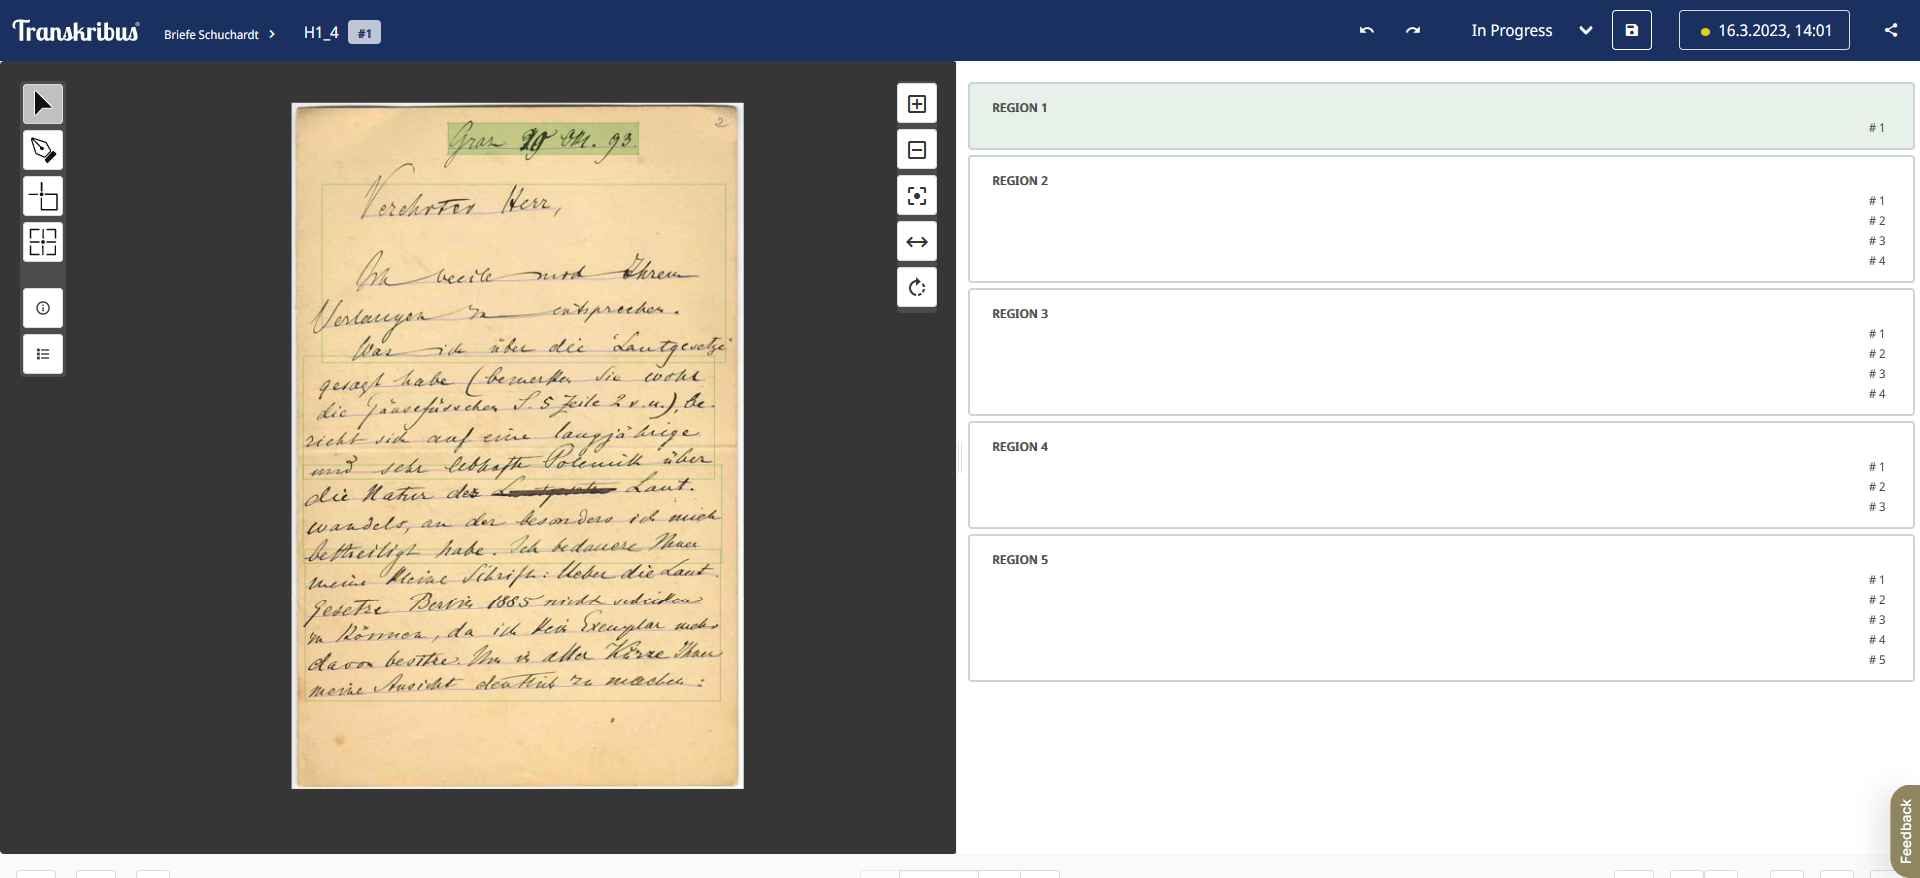 Transkribus
Briefe Schuchardt
H1_4
#1
In Progress
16.3.2023, 14:01
2
Graz 29 Okt. 93.
Verehrter Herr,
Ich beeile mich Ihrem
Verlangen zu entsprechen.
Was ich über die 'Lautgesetze'
gesagt habe (bemerken Sie wohl
die Gänsefüsschen S. 5 Zeile 2 v.u.), be-
zieht sich auf eine langjährige
und sehr lebhafte Polemik über
die Natur des Laut-
wandels, an der besonders ich mich
betheiligt habe. Ich bedauere Ihnen
meine kleine Schrift: Ueber die Laut-
gesetze Berlin 1885 nicht schicken
zu können, da ich kein Exemplar mehr
davon besitze. Um in aller Kürze Ihnen
meine Ansicht deutlich zu machen:
REGION 1
#1
REGION 2
#1
#2
#3
#4
REGION 3
#1
#2
#3
#4
REGION 4
#1
#2
#3
REGION 5
#1
#2
#3
#4
#5
Feedback